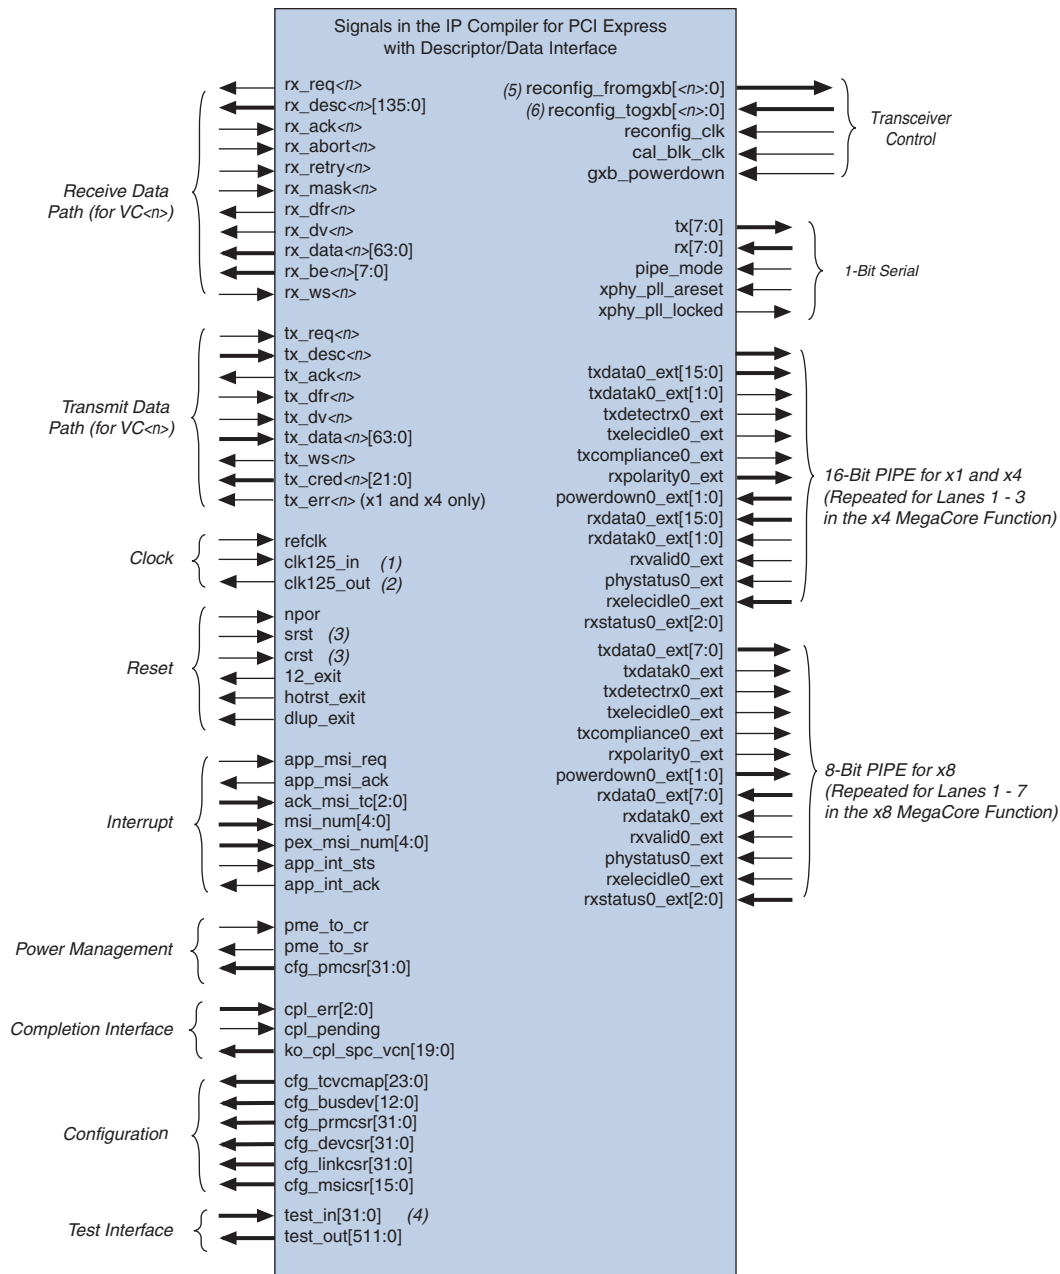 Signals in the IP Compiler for PCI Express
with Descriptor/Data Interface
Receive Data
Path (for VC<n>)
rx_req<n>
rx_desc<n>[135:0]
rx_ack<n>
rx_abort<n>
rx_retry<n>
rx_mask<n>
rx_dfr<n>
rx_dv<n>
rx_data<n>[63:0]
rx_be<n>[7:0]
rx_ws<n>
Transmit Data
Path (for VC<n>)
tx_req<n>
tx_desc<n>
tx_ack<n>
tx_dfr<n>
tx_dv<n>
tx_data<n>[63:0]
tx_ws<n>
tx_cred<n>[21:0]
tx_err<n> (x1 and x4 only)
Clock
refclk
clk125_in (1)
clk125_out (2)
Reset
npor
srst (3)
crst (3)
12_exit
hotrst_exit
dlup_exit
Interrupt
app_msi_req
app_msi_ack
ack_msi_tc[2:0]
msi_num[4:0]
pex_msi_num[4:0]
app_int_sts
app_int_ack
Power Management
pme_to_cr
pme_to_sr
cfg_pmcsr[31:0]
Completion Interface
cpl_err[2:0]
cpl_pending
ko_cpl_spc_vcn[19:0]
Configuration
cfg_tcvcmap[23:0]
cfg_busdev[12:0]
cfg_prmcsr[31:0]
cfg_devcsr[31:0]
cfg_linkcsr[31:0]
cfg_msicsr[15:0]
Test Interface
test_in[31:0] (4)
test_out[511:0]
(5) reconfig_fromgxb[<n>:0]
(6) reconfig_togxb[<n>:0]
reconfig_clk
cal_blk_clk
gxb_powerdown
Transceiver
Control
tx[7:0]
rx[7:0]
pipe_mode
xphy_pll_areset
xphy_pll_locked
1-Bit Serial
txdata0_ext[15:0]
txdatak0_ext[1:0]
txdetectrx0_ext
txelecidle0_ext
txcompliance0_ext
rxpolarity0_ext
powerdown0_ext[1:0]
rxdata0_ext[15:0]
rxdatak0_ext[1:0]
rxvalid0_ext
phystatus0_ext
rxelecidle0_ext
rxstatus0_ext[2:0]
16-Bit PIPE for x1 and x4
(Repeated for Lanes 1 - 3
in the x4 MegaCore Function)
txdata0_ext[7:0]
txdatak0_ext
txdetectrx0_ext
txelecidle0_ext
txcompliance0_ext
rxpolarity0_ext
powerdown0_ext[1:0]
rxdata0_ext[7:0]
rxdatak0_ext
rxvalid0_ext
phystatus0_ext
rxelecidle0_ext
rxstatus0_ext[2:0]
8-Bit PIPE for x8
(Repeated for Lanes 1 - 7
in the x8 MegaCore Function)